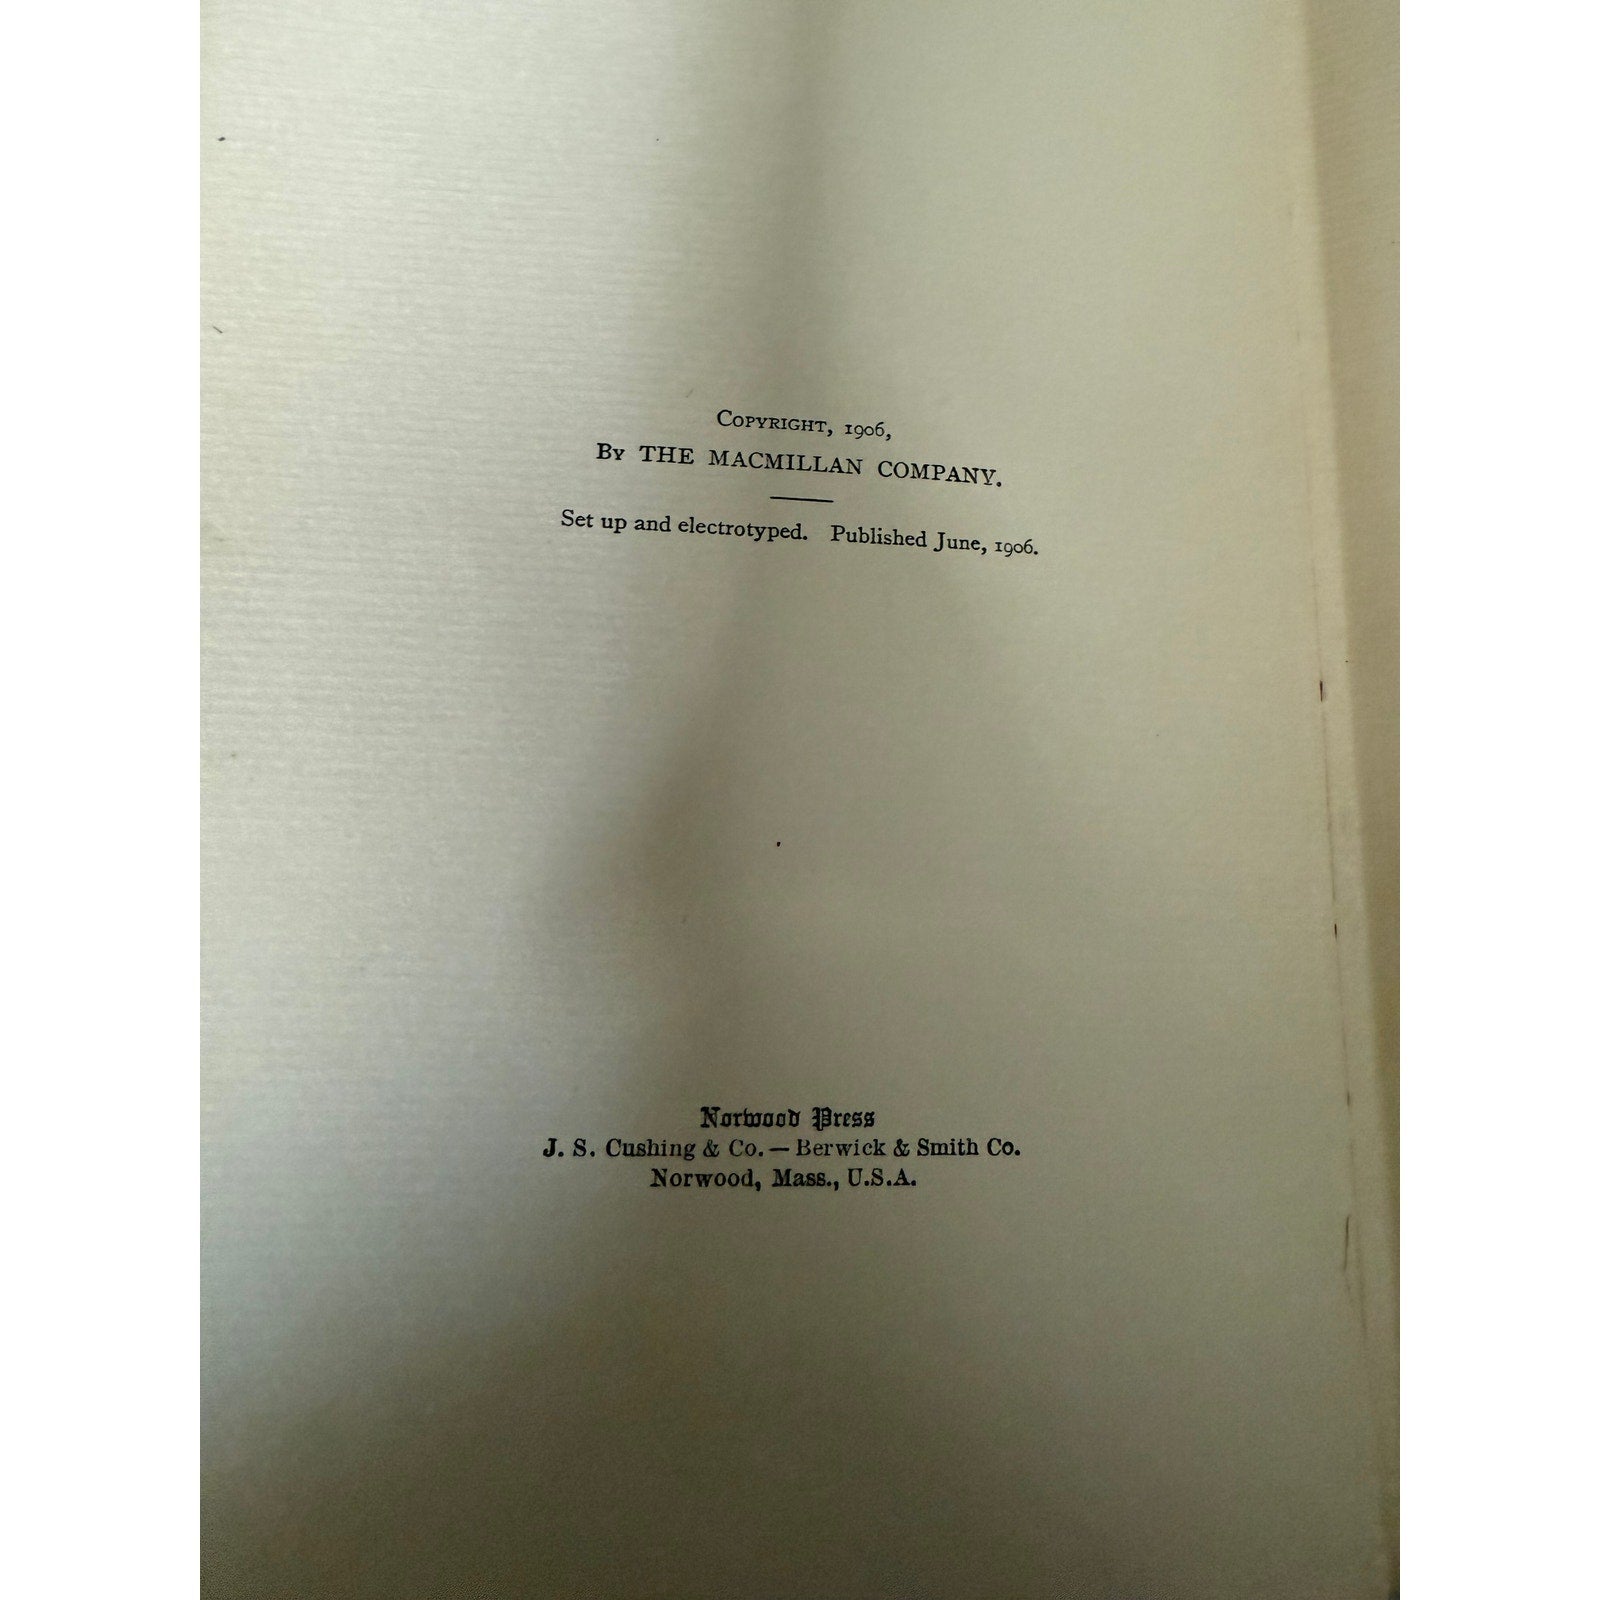 Copyright, 1906,
By THE MACMILLAN COMPANY.
Set up and electrotyped. Published June, 1906.
Norwood Press
J. S. Cushing & Co. — Berwick & Smith Co.
Norwood, Mass., U.S.A.